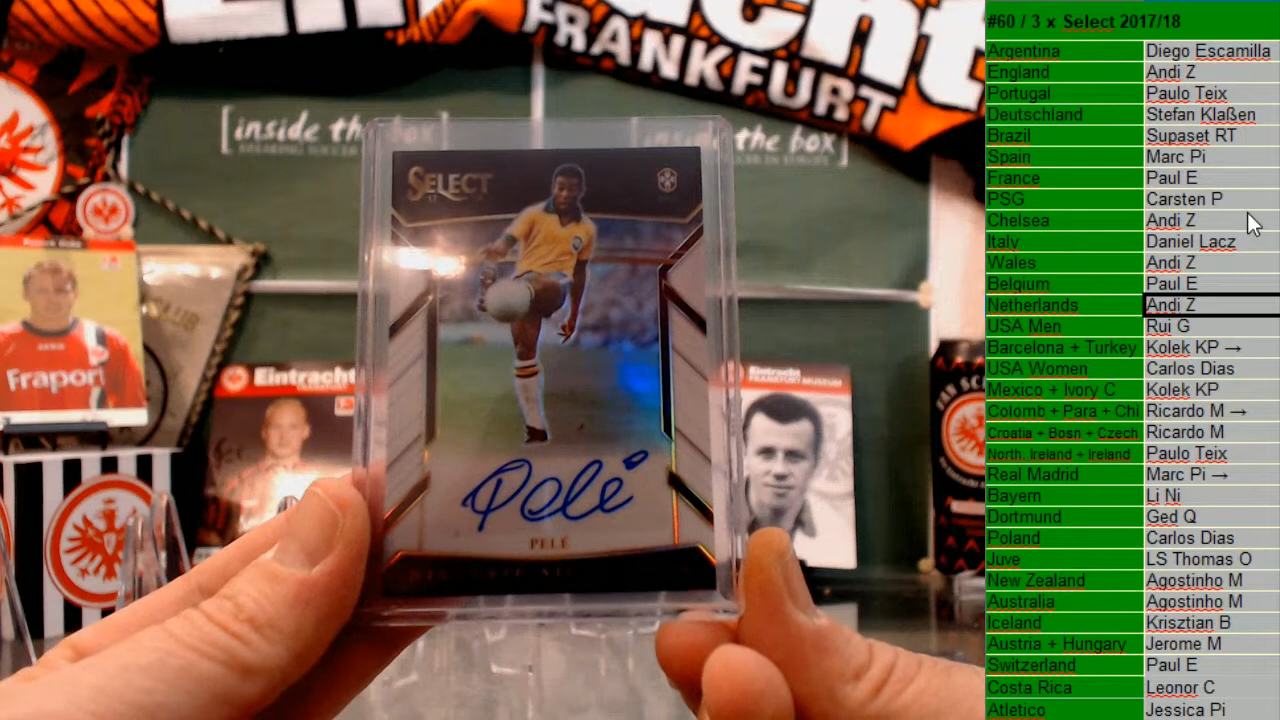 FRANKFURT
[inside the box]
[inside the box]
SELECT
Pelé
PELÉ
Fraport
Eintracht
Eintracht
FRANKFURT MUSEUM
#60 / 3 x Select 2017/18
Argentina Diego Escamilla
England Andi Z
Portugal Paulo Teix
Deutschland Stefan Klaßen
Brazil Supaset RT
Spain Marc Pi
France Paul E
PSG Carsten P
Chelsea Andi Z
Italy Daniel Lacz
Wales Andi Z
Belgium Paul E
Netherlands Andi Z
USA Men Rui G
Barcelona + Turkey Kolek KP →
USA Women Carlos Dias
Mexico + Ivory C Kolek KP
Colomb + Para + Chi Ricardo M →
Croatia + Bosn + Czech Ricardo M
North. Ireland + Ireland Paulo Teix
Real Madrid Marc Pi →
Bayern Li Ni
Dortmund Ged Q
Poland Carlos Dias
Juve LS Thomas O
New Zealand Agostinho M
Australia Agostinho M
Iceland Krisztian B
Austria + Hungary Jerome M
Switzerland Paul E
Costa Rica Leonor C
Atletico Jessica Pi